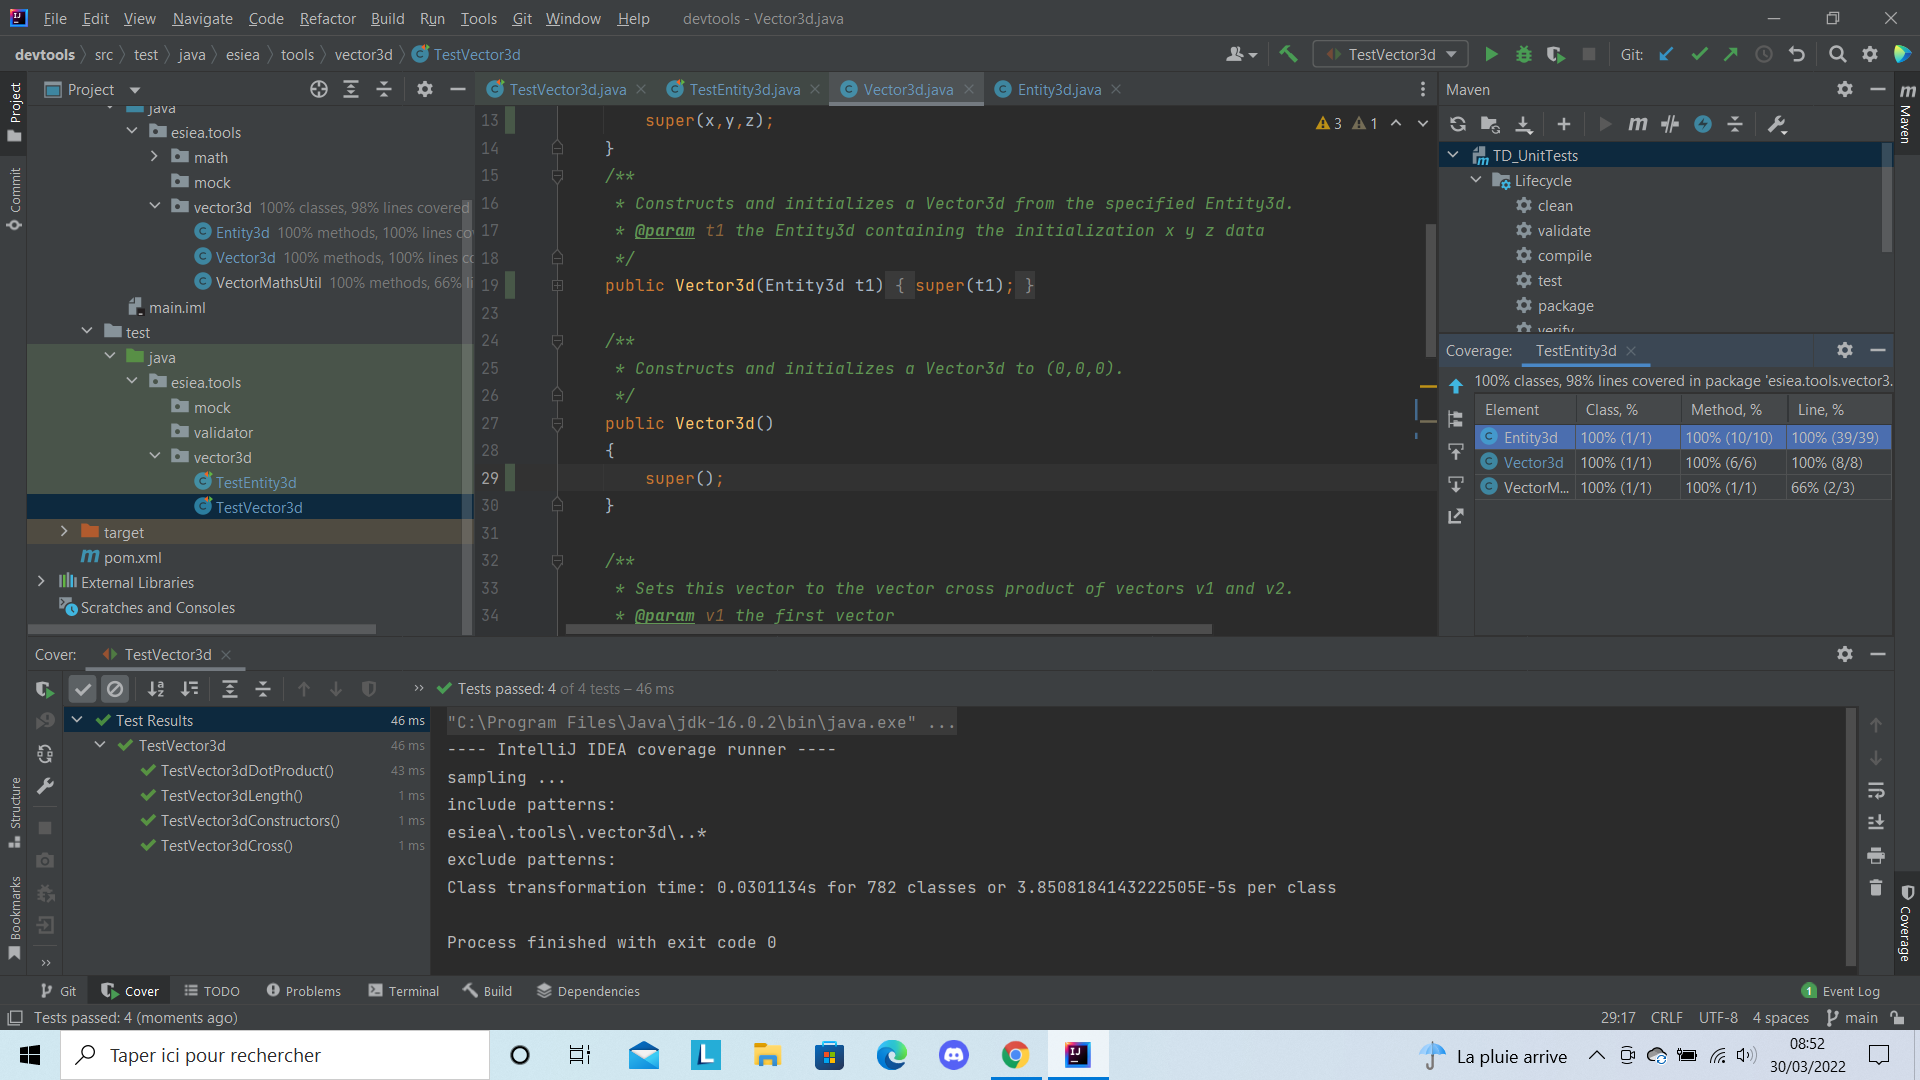 File Edit View Navigate Code Refactor Build Run Tools Git Window Help devtools - Vector3d.java
devtools src test java esiea tools vector3d TestVector3d
TestVector3d Git:
Project
TestVector3d.java TestEntity3d.java Vector3d.java Entity3d.java
Maven
Project
Commit
Structure
Bookmarks
java
esiea.tools
math
mock
vector3d 100% classes, 98% lines covered
Entity3d 100% methods, 100% lines co
Vector3d 100% methods, 100% lines co
VectorMathsUtil 100% methods, 66% li
main.iml
test
java
esiea.tools
mock
validator
vector3d
TestEntity3d
TestVector3d
target
pom.xml
External Libraries
Scratches and Consoles
3 1
13 super(x,y,z);
14 }
15 /**
16 * Constructs and initializes a Vector3d from the specified Entity3d.
17 * @param t1 the Entity3d containing the initialization x y z data
18 */
19 public Vector3d(Entity3d t1) { super(t1); }
23
24 /**
25 * Constructs and initializes a Vector3d to (0,0,0).
26 */
27 public Vector3d()
28 {
29 super();
30 }
31
32 /**
33 * Sets this vector to the vector cross product of vectors v1 and v2.
34 * @param v1 the first vector
TD_UnitTests
Lifecycle
clean
validate
compile
test
package
verify
Maven
Coverage: TestEntity3d
100% classes, 98% lines covered in package 'esiea.tools.vector3.
Element Class, % Method, % Line, %
Entity3d 100% (1/1) 100% (10/10) 100% (39/39)
Vector3d 100% (1/1) 100% (6/6) 100% (8/8)
VectorM... 100% (1/1) 100% (1/1) 66% (2/3)
Coverage
Cover: TestVector3d
Tests passed: 4 of 4 tests – 46 ms
Test Results 46 ms
TestVector3d 46 ms
TestVector3dDotProduct() 43 ms
TestVector3dLength() 1 ms
TestVector3dConstructors() 1 ms
TestVector3dCross() 1 ms
"C:\Program Files\Java\jdk-16.0.2\bin\java.exe" ...
---- IntelliJ IDEA coverage runner ----
sampling ...
include patterns:
esiea\.tools\.vector3d\..*
exclude patterns:
Class transformation time: 0.0301134s for 782 classes or 3.8508184143222505E-5s per class
Process finished with exit code 0
Git Cover TODO Problems Terminal Build Dependencies 1 Event Log
Tests passed: 4 (moments ago) 29:17 CRLF UTF-8 4 spaces main
Taper ici pour rechercher
La pluie arrive
08:52
30/03/2022